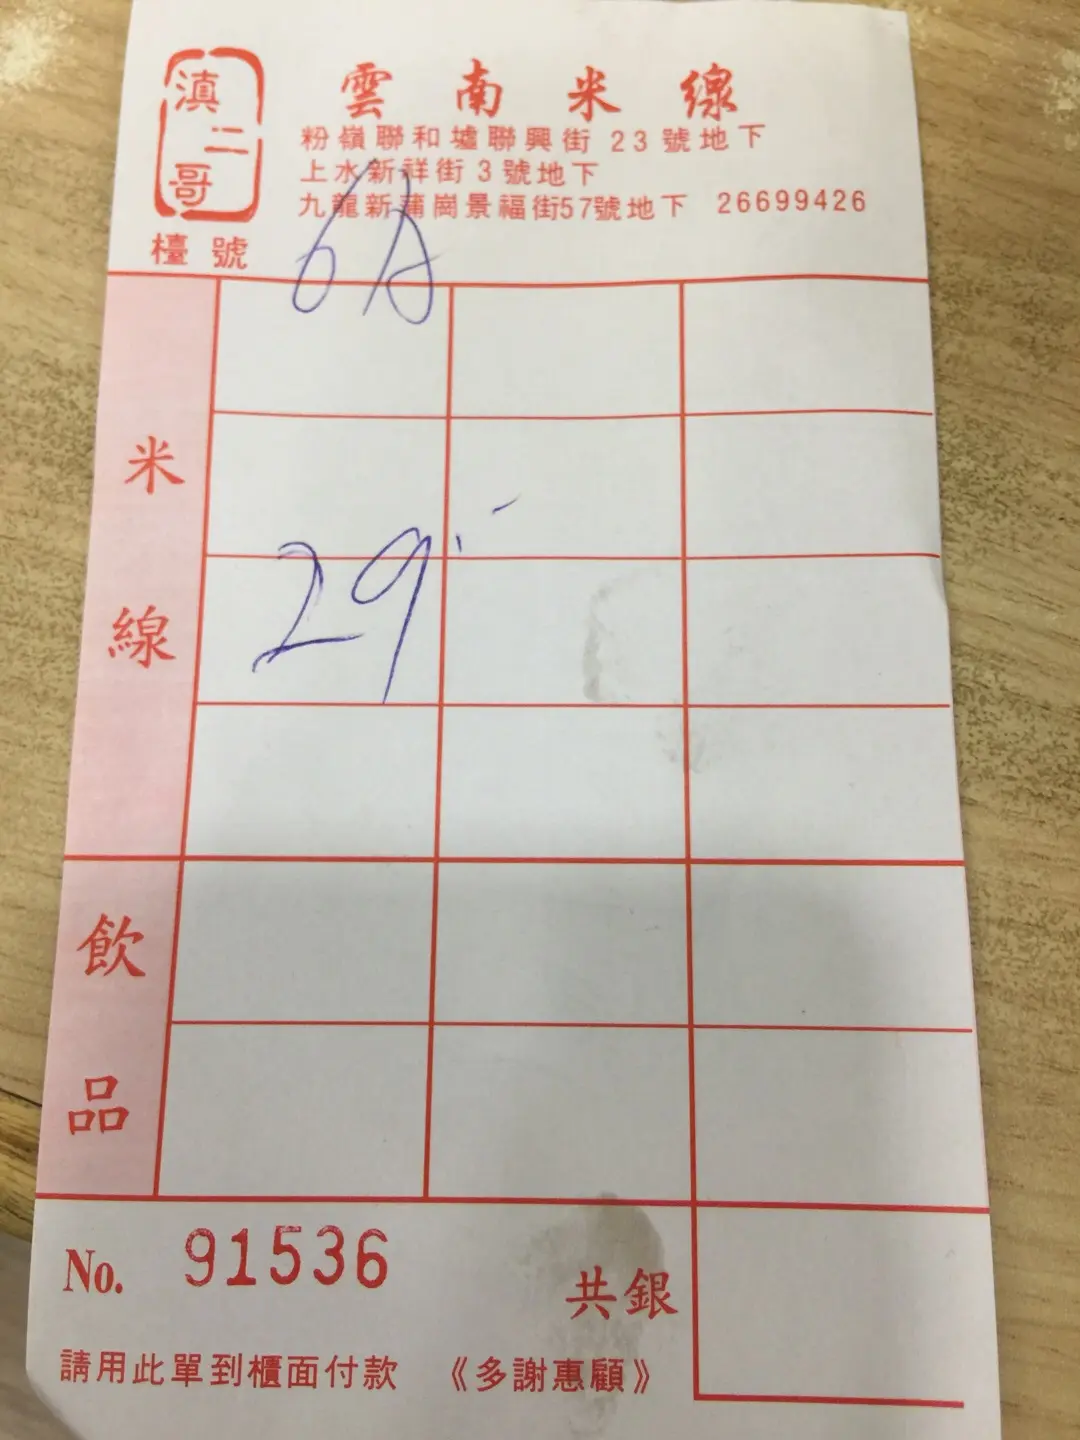 滇二哥
雲南米線
粉嶺聯和墟聯興街 23 號地下
上水新祥街 3 號地下
九龍新蒲崗景福街57號地下 26699426
檯號
6A
米線
29
飲品
No. 91536
共銀
請用此單到櫃面付款 《多謝惠顧》